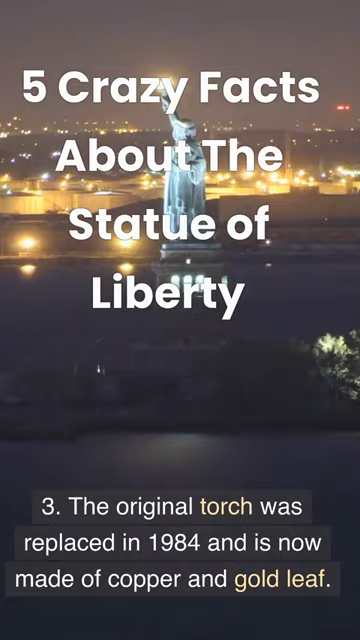 5 Crazy Facts
About The
Statue of
Liberty
3. The original torch was
replaced in 1984 and is now
made of copper and gold leaf.